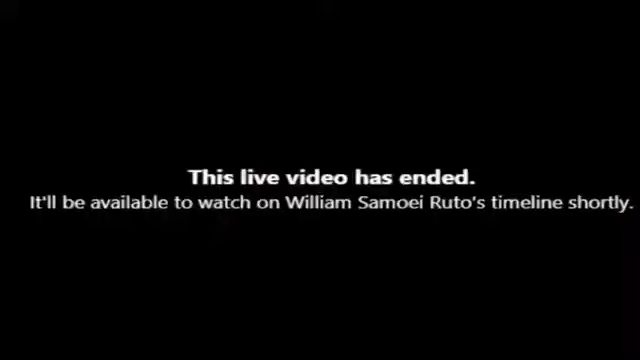 This live video has ended.
It'll be available to watch on William Samoei Ruto's timeline shortly.